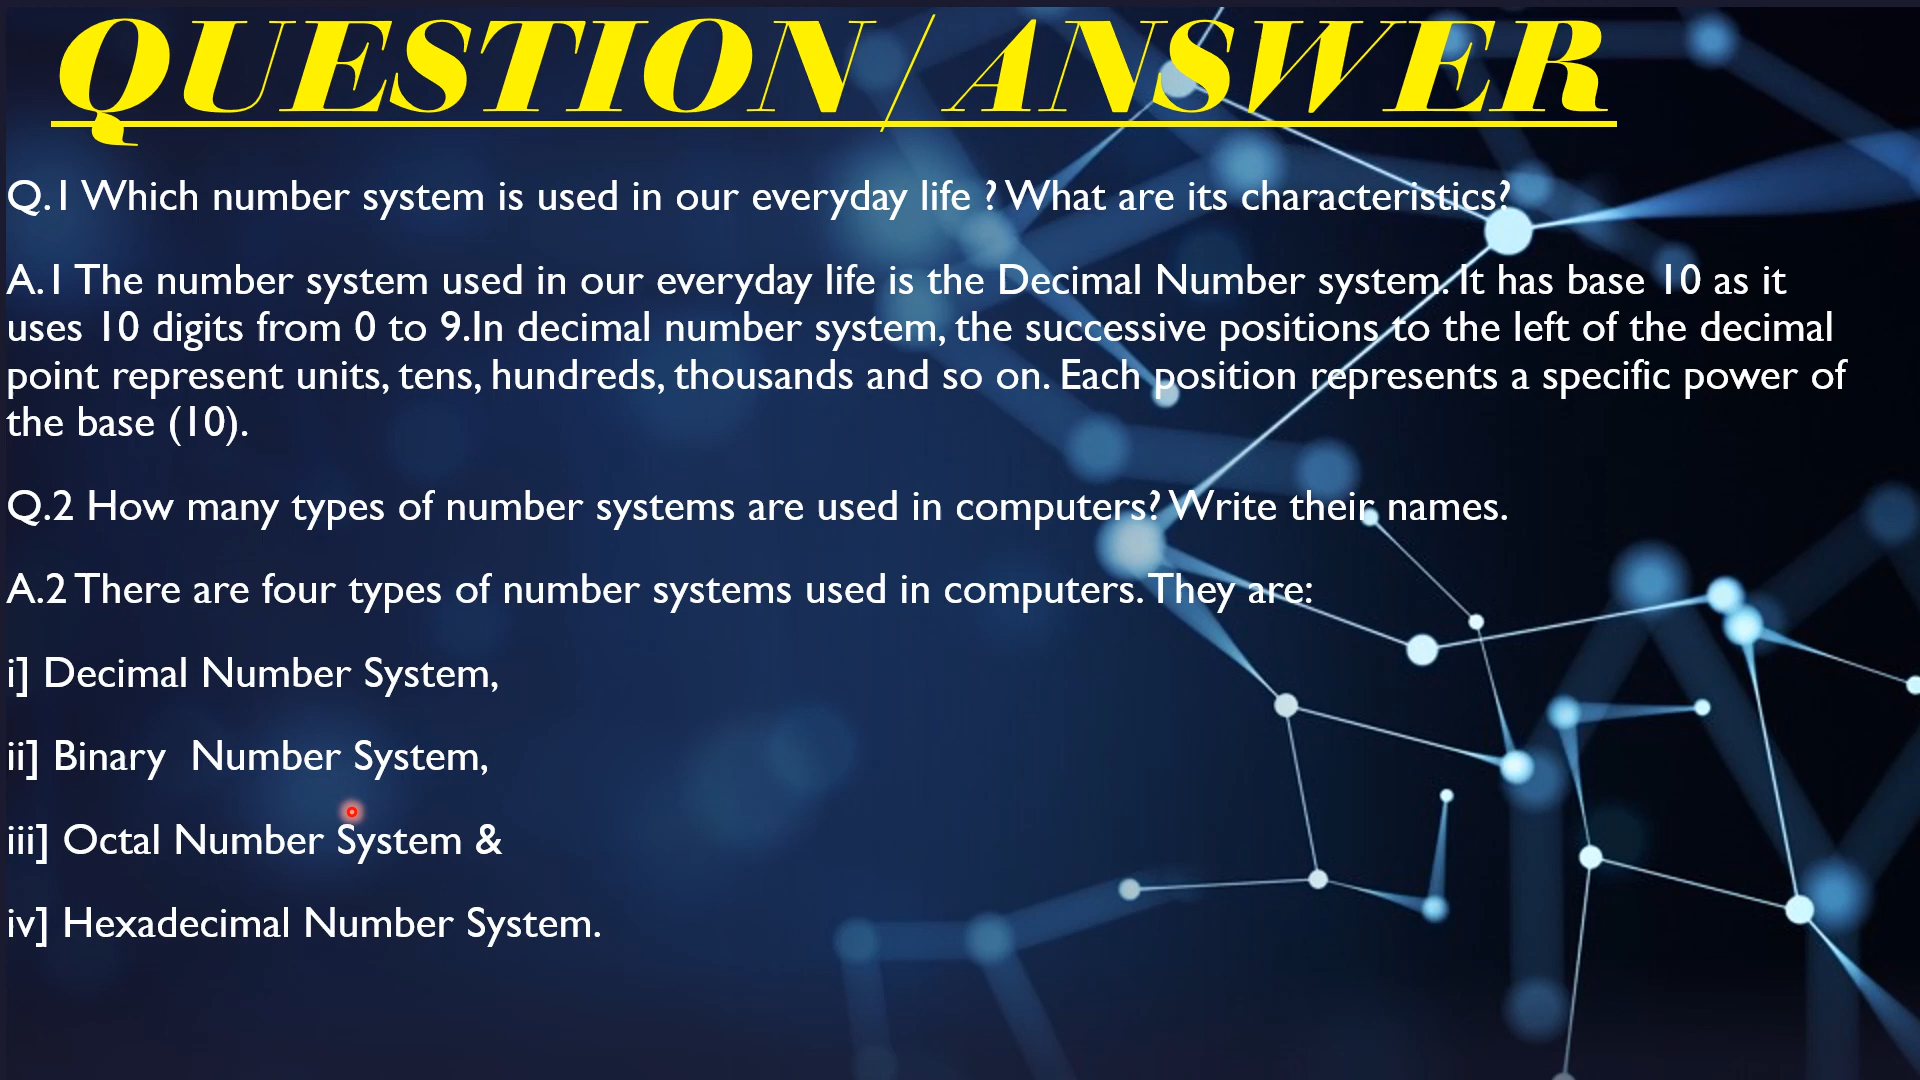 QUESTION/ ANSWER
Q.1 Which number system is used in our everyday life ? What are its characteristics?
A.1 The number system used in our everyday life is the Decimal Number system. It has base 10 as it
uses 10 digits from 0 to 9.In decimal number system, the successive positions to the left of the decimal
point represent units, tens, hundreds, thousands and so on. Each position represents a specific power of
the base (10).
Q.2 How many types of number systems are used in computers? Write their names.
A.2 There are four types of number systems used in computers. They are:
i] Decimal Number System,
ii] Binary  Number System,
iii] Octal Number System &
iv] Hexadecimal Number System.